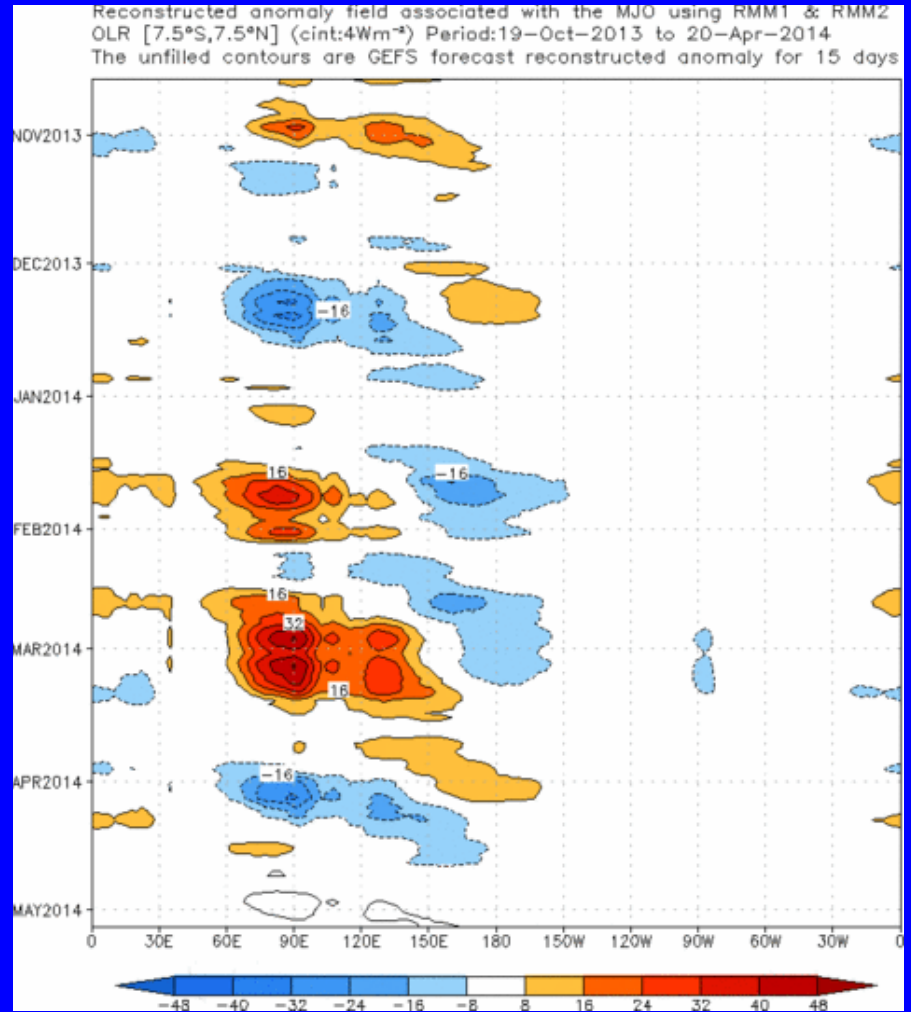 Reconstructed anomaly field associated with the MJO using RMM1 & RMM2
OLR [7.5°S,7.5°N] (cint:4Wm⁻²) Period:19-Oct-2013 to 20-Apr-2014
The unfilled contours are GEFS forecast reconstructed anomaly for 15 days
NOV2013
DEC2013
-16
JAN2014
16
-16
FEB2014
16
32
MAR2014
16
APR2014
-16
MAY2014
0 30E 60E 90E 120E 150E 180 150W 120W 90W 60W 30W 0
-48 -40 -32 -24 -16 -8 8 16 24 32 40 48